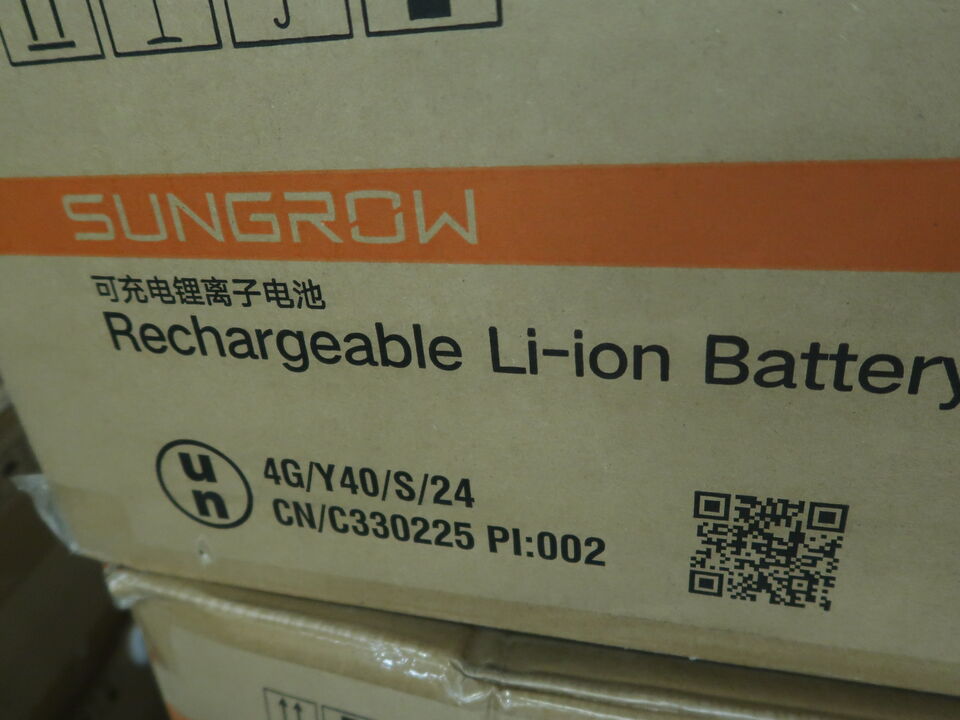 SUNGROW
可充电锂离子电池
Rechargeable Li-ion Battery
un
4G/Y40/S/24
CN/C330225 PI:002